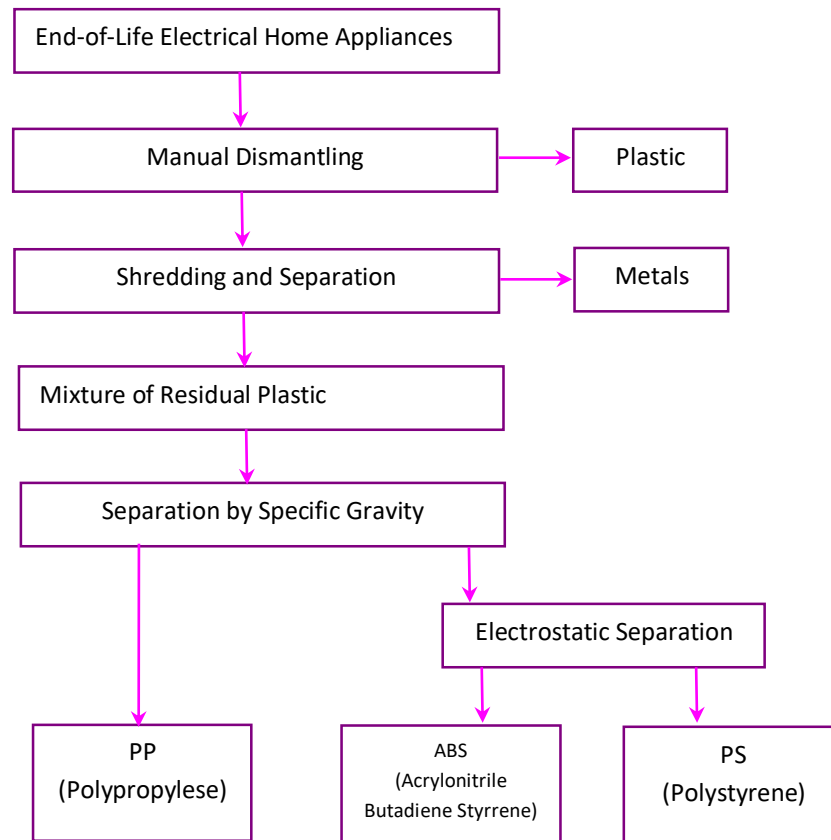 End-of-Life Electrical Home Appliances
Manual Dismantling
Plastic
Shredding and Separation
Metals
Mixture of Residual Plastic
Separation by Specific Gravity
Electrostatic Separation
PP
(Polypropylese)
ABS
(Acrylonitrile
Butadiene Styrrene)
PS
(Polystyrene)